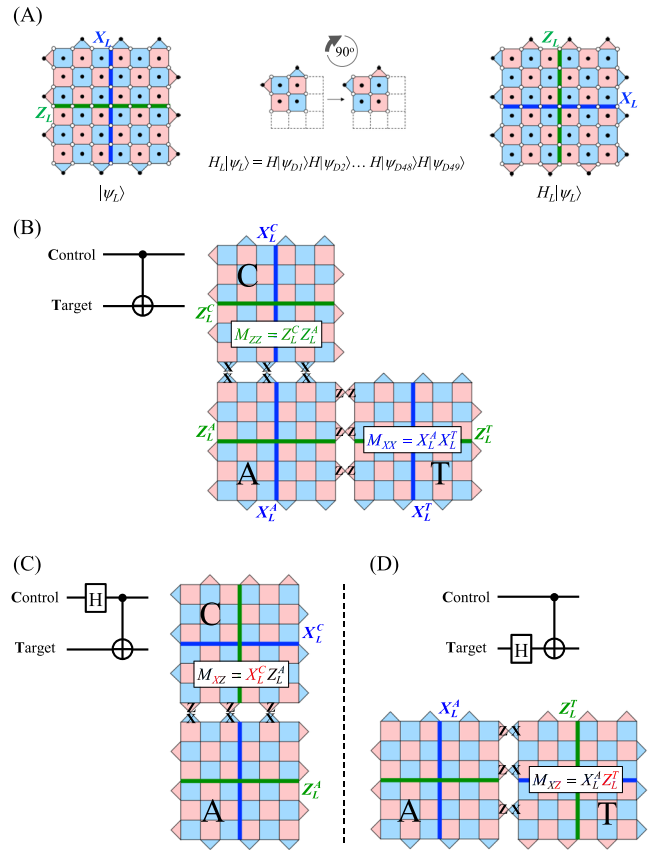 (A)
X_L
Z_L
|ψ_L⟩
90°
H_L|ψ_L⟩ = H|ψ_D1⟩H|ψ_D2⟩… H|ψ_D48⟩H|ψ_D49⟩
Z_L
X_L
H_L|ψ_L⟩
(B)
Control
Target
X_L^C
C
Z_L^C
M_ZZ = Z_L^C Z_L^A
X X X
X X X
Z_L^A
A
X_L^A
Z Z
Z Z
Z Z
M_XX = X_L^A X_L^T
Z_L^T
T
X_L^T
(C)
Control
H
Target
C
X_L^C
M_XZ = X_L^C Z_L^A
Z Z Z
X X X
Z_L^A
A
(D)
Control
Target
H
X_L^A
Z_L^T
Z X
Z X
Z X
M_XZ = X_L^A Z_L^T
A
T